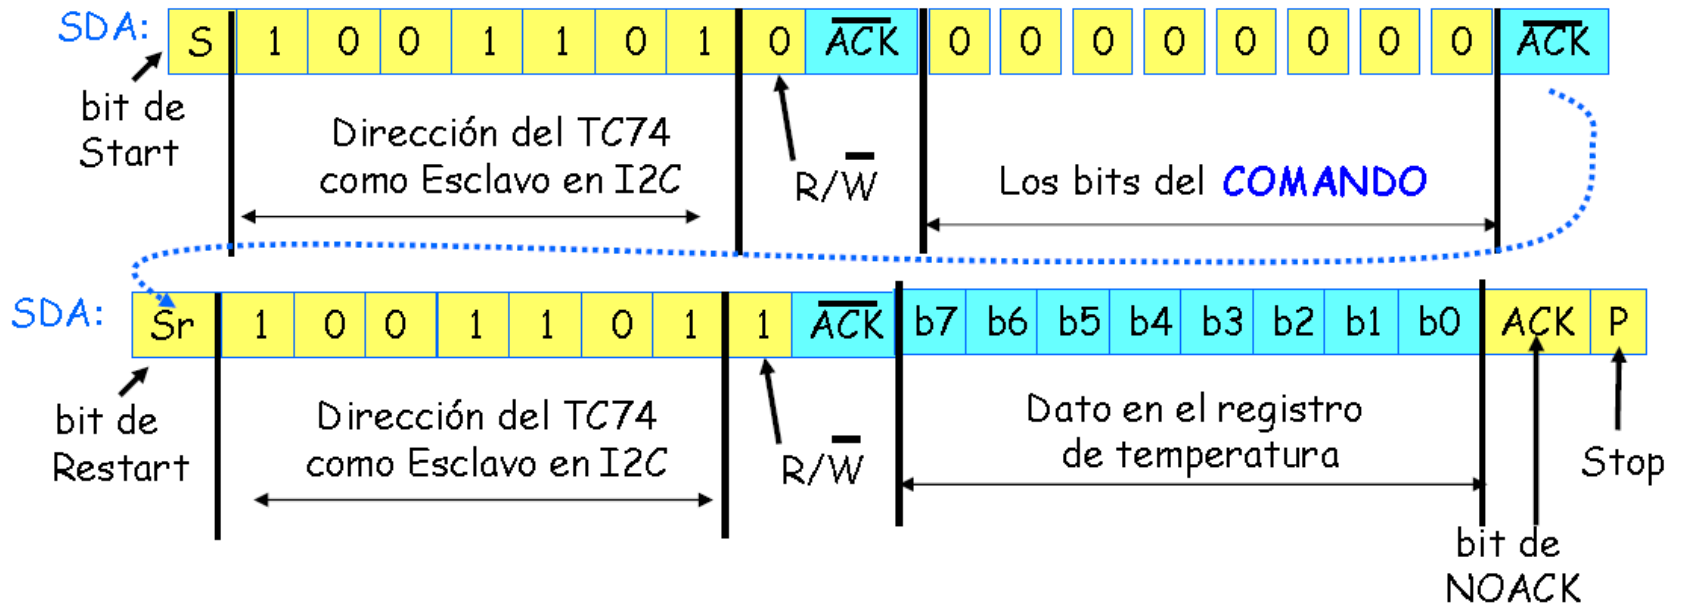 SDA: S 1 0 0 1 1 0 1 0 ACK 0 0 0 0 0 0 0 0 ACK
bit de
Start
Dirección del TC74
como Esclavo en I2C
R/W
Los bits del COMANDO
SDA: Sr 1 0 0 1 1 0 1 1 ACK b7 b6 b5 b4 b3 b2 b1 b0 ACK P
bit de
Restart
Dirección del TC74
como Esclavo en I2C
R/W
Dato en el registro
de temperatura
Stop
bit de
NOACK